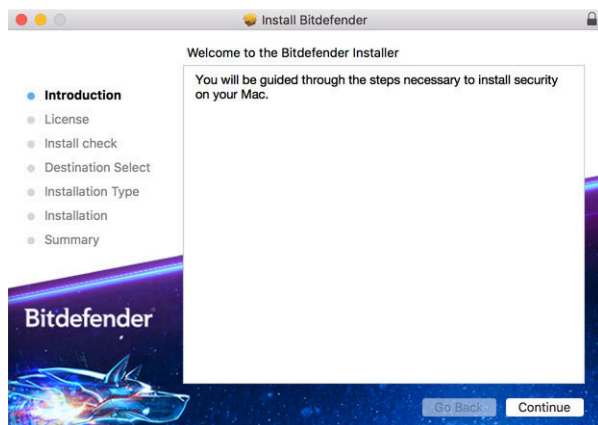 Install Bitdefender
Welcome to the Bitdefender Installer
You will be guided through the steps necessary to install security
on your Mac.
Introduction
License
Install check
Destination Select
Installation Type
Installation
Summary
Bitdefender
Go Back
Continue